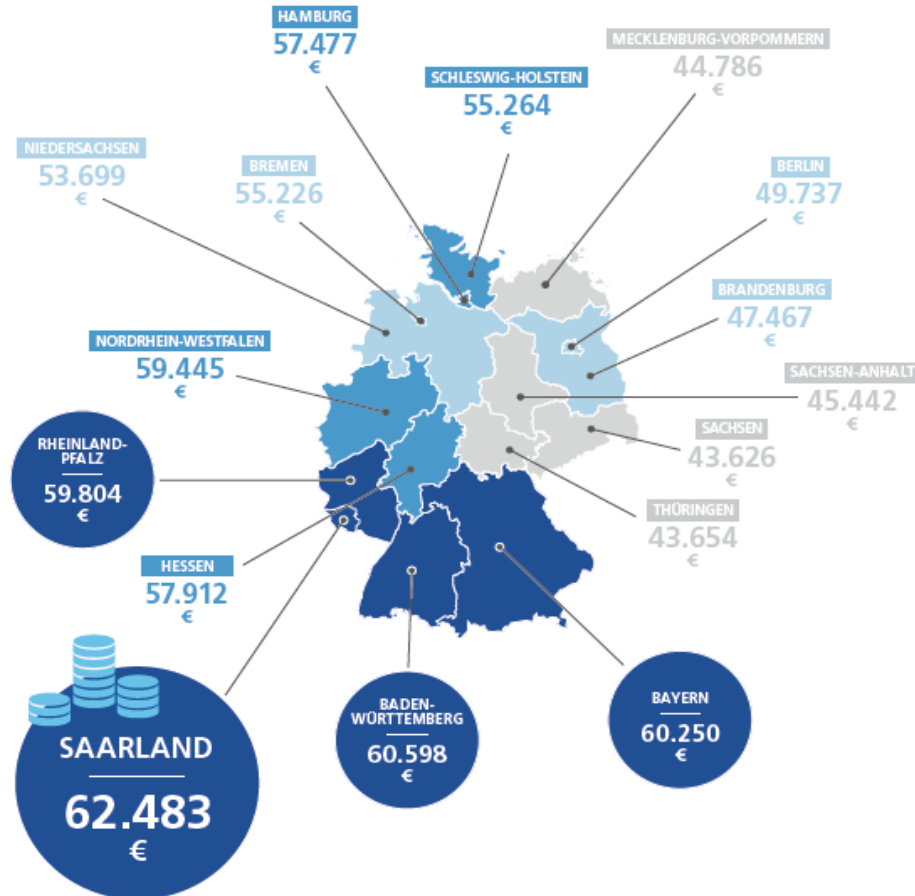 HAMBURG
57.477
€
MECKLENBURG-VORPOMMERN
44.786
€
SCHLESWIG-HOLSTEIN
55.264
€
NIEDERSACHSEN
53.699
€
BREMEN
55.226
€
BERLIN
49.737
€
BRANDENBURG
47.467
€
NORDRHEIN-WESTFALEN
59.445
€
SACHSEN-ANHALT
45.442
€
RHEINLAND-
PFALZ
59.804
€
SACHSEN
43.626
€
THÜRINGEN
43.654
€
HESSEN
57.912
€
SAARLAND
62.483
€
BADEN-
WÜRTTEMBERG
60.598
€
BAYERN
60.250
€